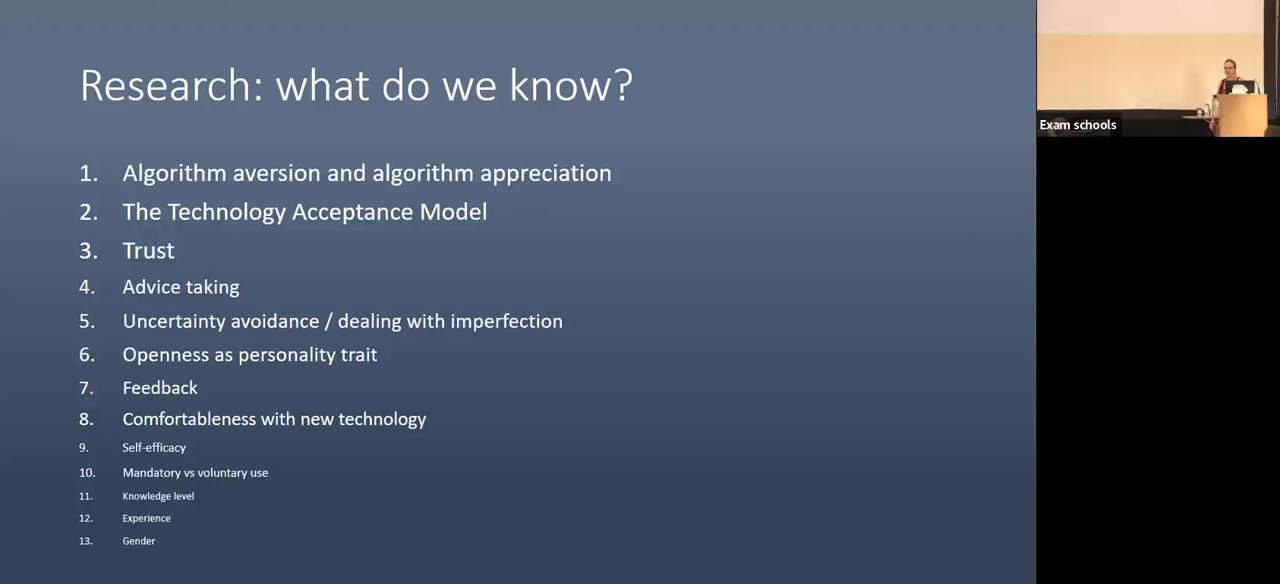 Research: what do we know?
1. Algorithm aversion and algorithm appreciation
2. The Technology Acceptance Model
3. Trust
4. Advice taking
5. Uncertainty avoidance / dealing with imperfection
6. Openness as personality trait
7. Feedback
8. Comfortableness with new technology
9. Self-efficacy
10. Mandatory vs voluntary use
11. Knowledge level
12. Experience
13. Gender
Exam schools